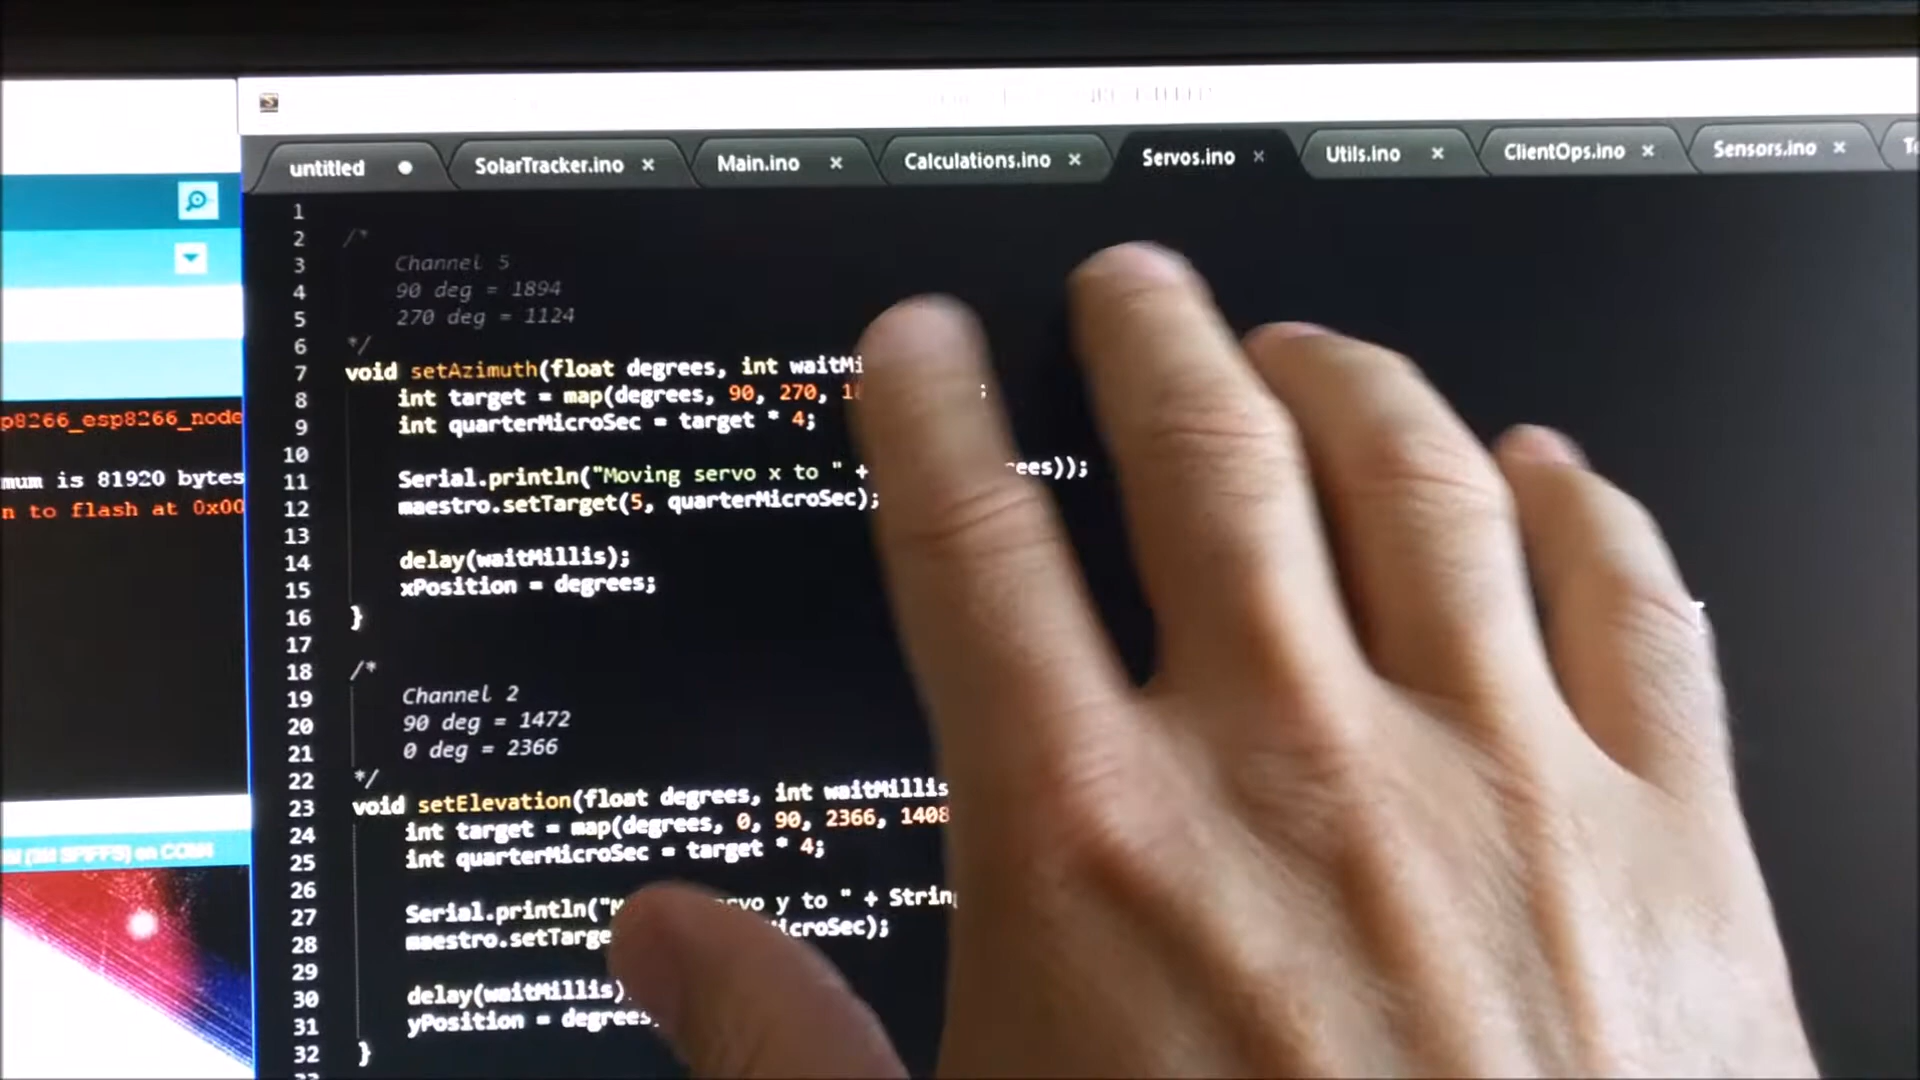 untitled
SolarTracker.ino
Main.ino
Calculations.ino
Servos.ino
Utils.ino
ClientOps.ino
Sensors.ino
1
2 /*
3 Channel 5
4 90 deg = 1894
5 270 deg = 1124
6 */
7 void setAzimuth(float degrees, int
8 int target = map(degrees, 90, 270, ;
9 int quarterMicroSec = target * 4;
10
11 Serial.println("Moving servo x to " +
12 maestro.setTarget(5, quarterMicroSec);
13
14 delay(waitMillis);
15 xPosition = degrees;
16 }
17
18 /*
19 Channel 2
20 90 deg = 1472
21 0 deg = 2366
22 */
23 void setElevation(float degrees, int waitMillis
24 int target = map(degrees, 0, 90, 2366, 1408
25 int quarterMicroSec = target * 4;
26
27 Serial.println(" y to " +
28
29
30 delay(waitMillis)
31 yPosition = degrees
32 }
p8266_esp8266_node
mum is 81920 bytes
n to flash at 0x00